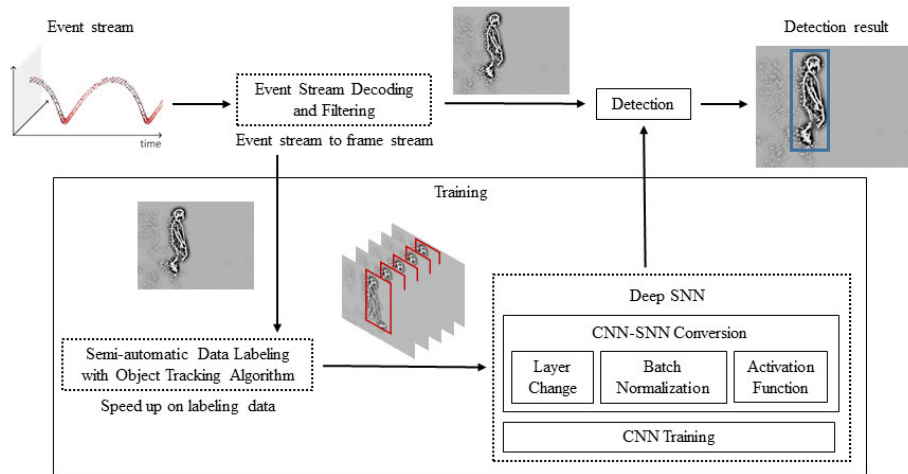 Event stream
Detection result
Event Stream Decoding
and Filtering
Detection
time
Event stream to frame stream
Training
Deep SNN
CNN-SNN Conversion
Semi-automatic Data Labeling
with Object Tracking Algorithm
Layer
Change
Batch
Normalization
Activation
Function
Speed up on labeling data
CNN Training